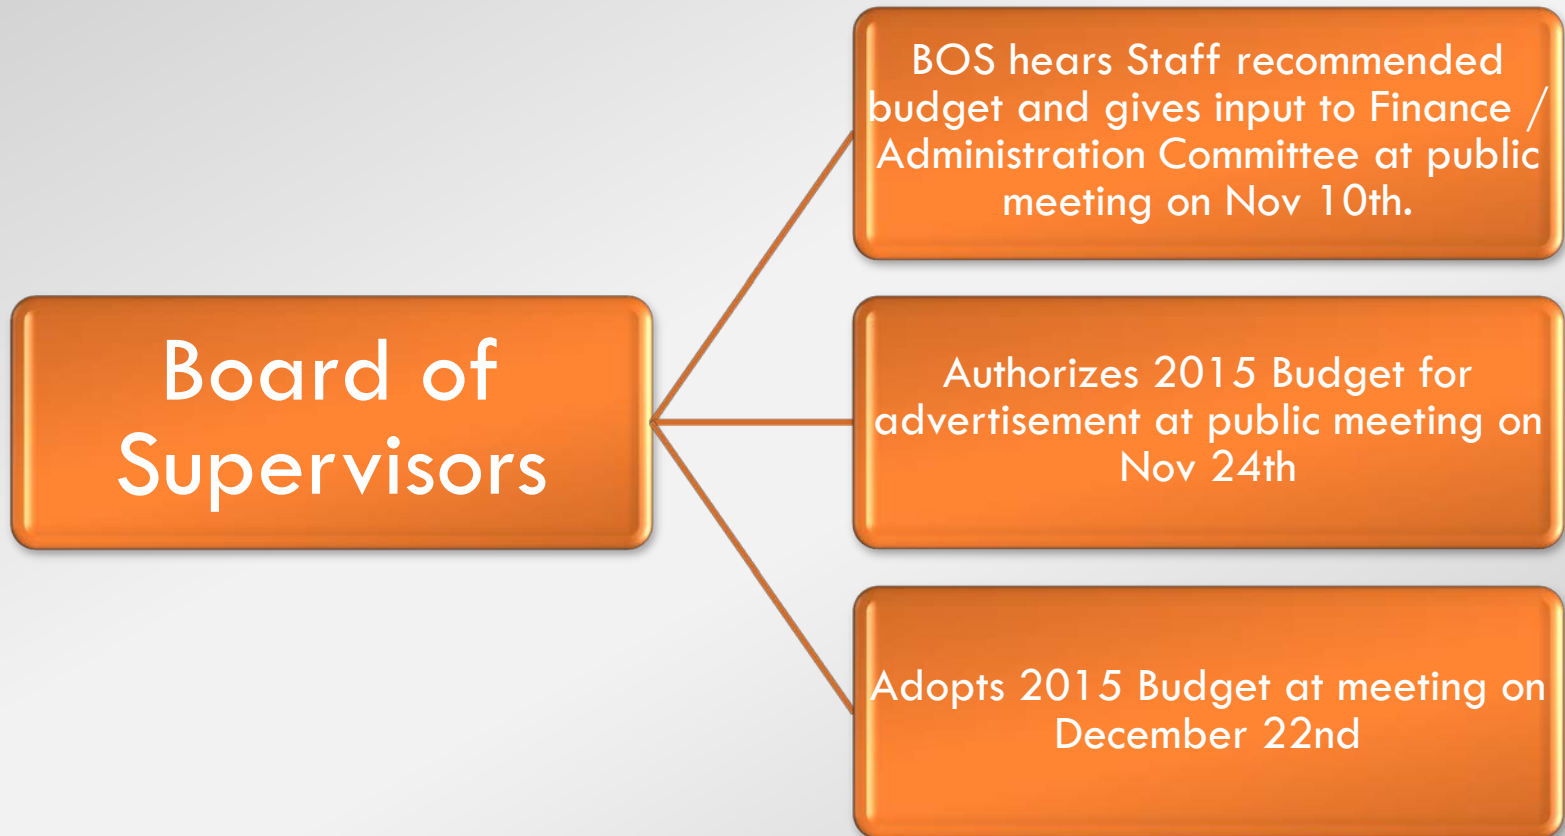 Board of
Supervisors
BOS hears Staff recommended
budget and gives input to Finance /
Administration Committee at public
meeting on Nov 10th.
Authorizes 2015 Budget for
advertisement at public meeting on
Nov 24th
Adopts 2015 Budget at meeting on
December 22nd